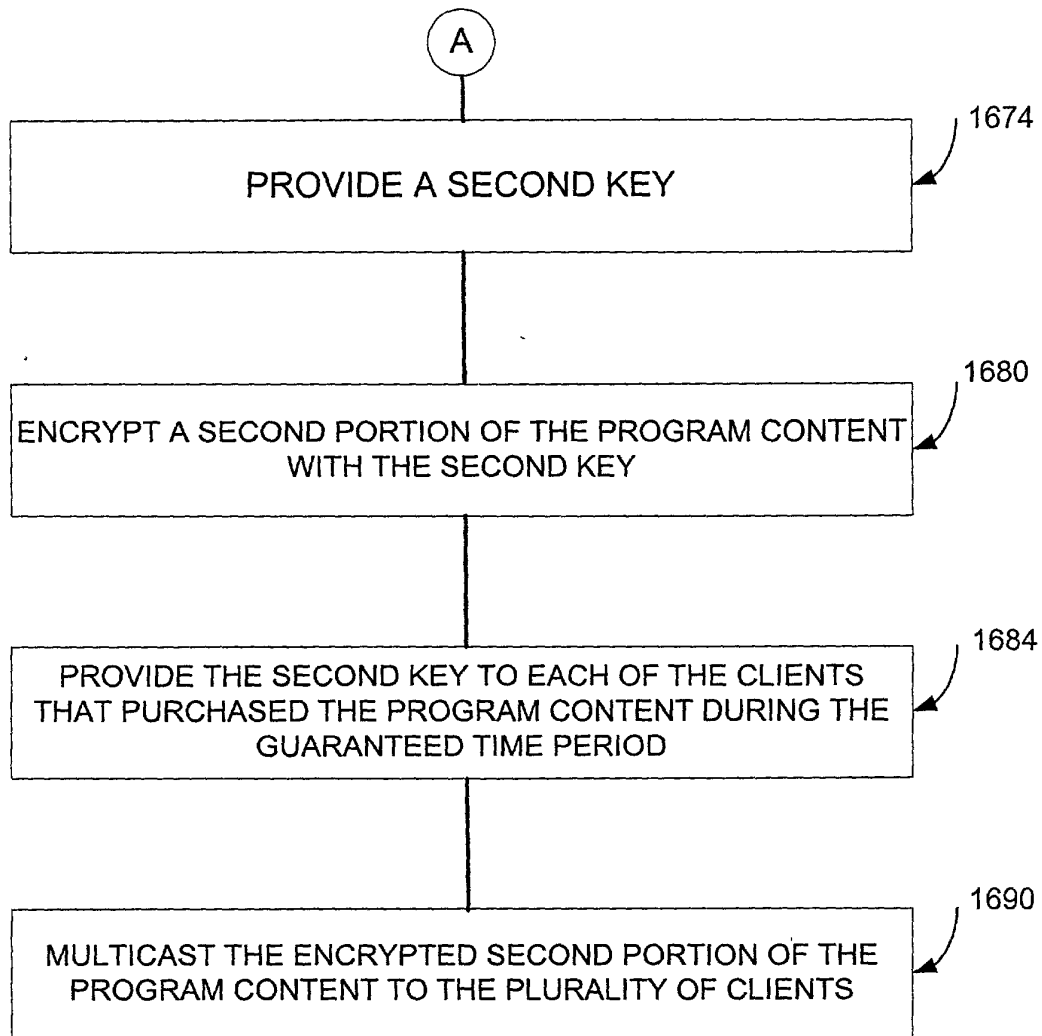 A
1674
PROVIDE A SECOND KEY
1680
ENCRYPT A SECOND PORTION OF THE PROGRAM CONTENT
WITH THE SECOND KEY
1684
PROVIDE THE SECOND KEY TO EACH OF THE CLIENTS
THAT PURCHASED THE PROGRAM CONTENT DURING THE
GUARANTEED TIME PERIOD
1690
MULTICAST THE ENCRYPTED SECOND PORTION OF THE
PROGRAM CONTENT TO THE PLURALITY OF CLIENTS